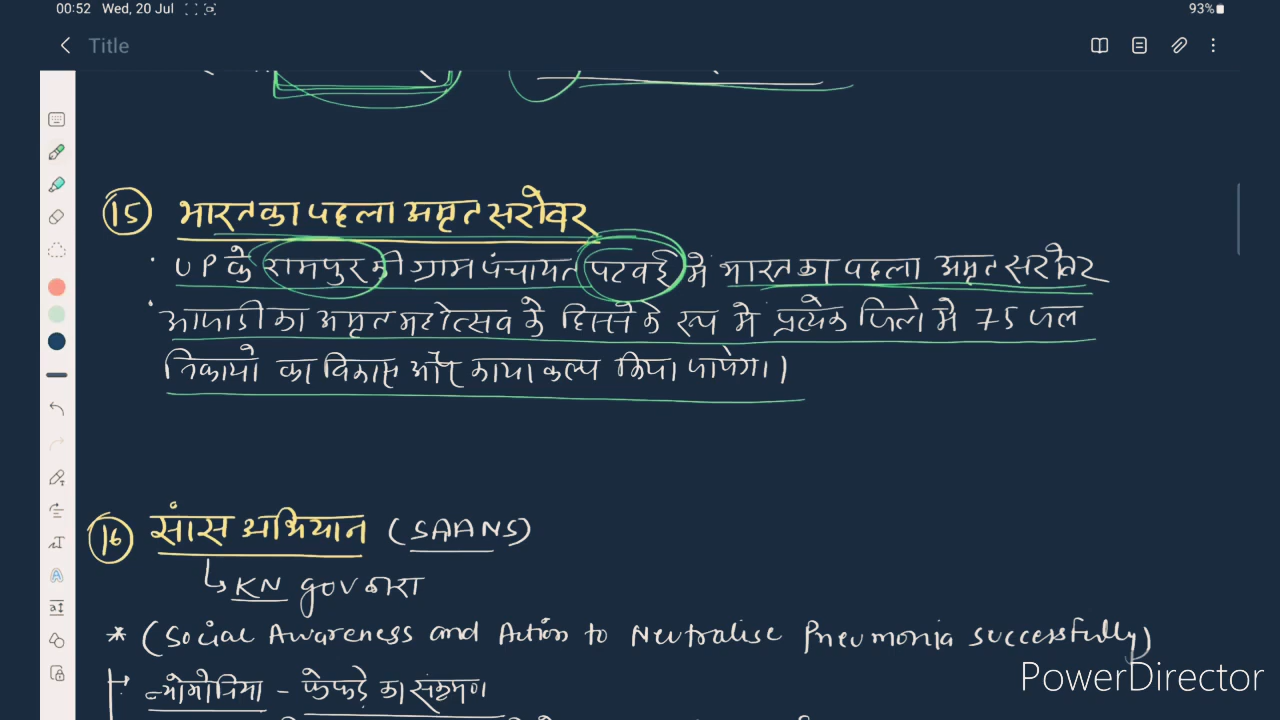 00:52 Wed, 20 Jul 93%
Title
15 भारत का पहला अमृत सरोवर
· UP के रामपुर की ग्राम पंचायत पटवई में भारत का पहला अमृत सरोवर
· आजादी का अमृत महोत्सव के हिस्से के रूप में प्रत्येक जिले में 75 जल
निकायो का विकास और काया कल्प किया जायेगा।
16 सांस अभियान (SAANS)
↳ KN gov द्वारा
* (Social Awareness and Action to Neutralise Pneumonia successfully)
न्योमोनिया - फेफड़े का संक्रमण
PowerDirector